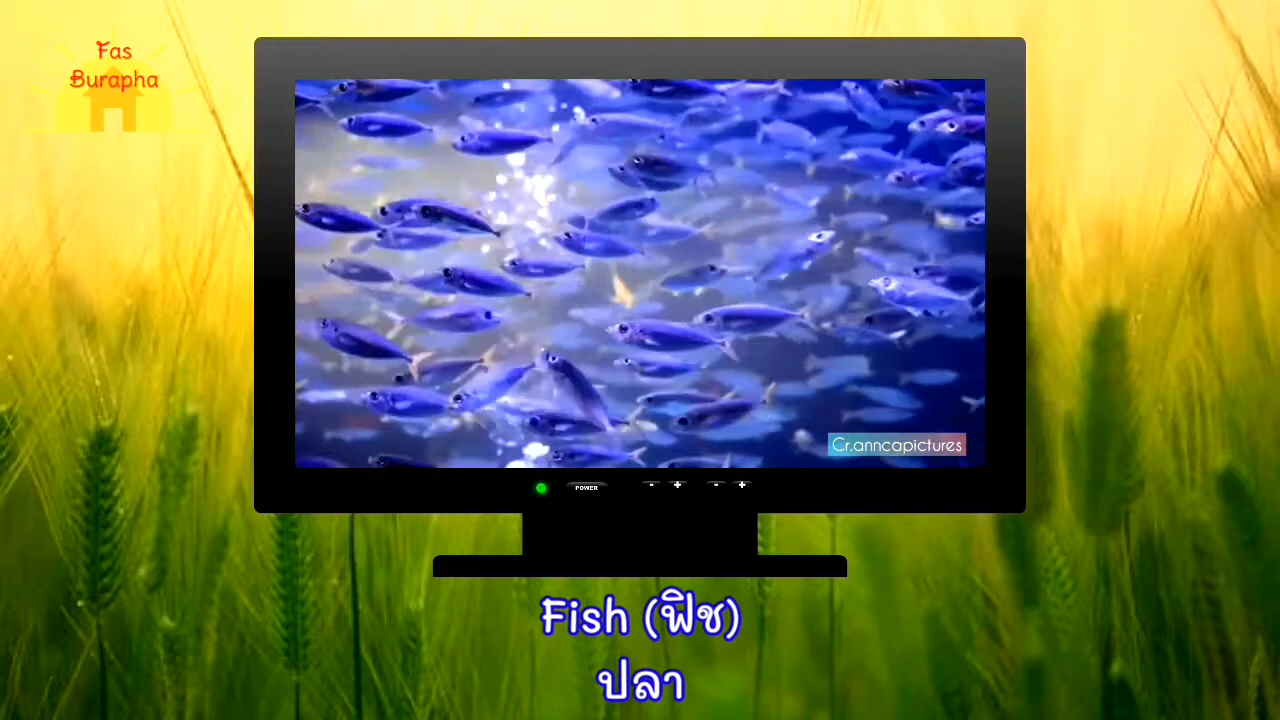 Fas
Burapha
Cr.anncapictures
POWER
- + - +
Fish (ฟิช)
ปลา